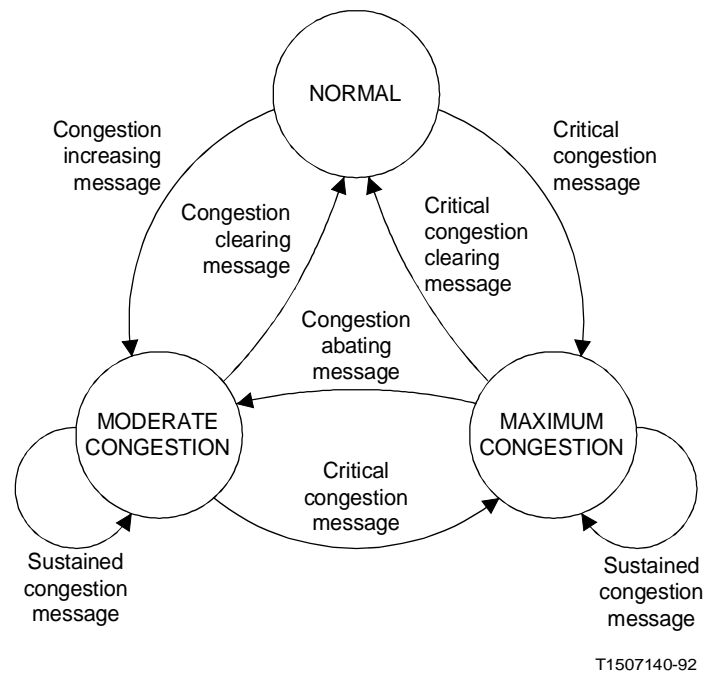 NORMAL
Congestion
increasing
message
Critical
congestion
message
Congestion
clearing
message
Critical
congestion
clearing
message
Congestion
abating
message
MODERATE
CONGESTION
MAXIMUM
CONGESTION
Critical
congestion
message
Sustained
congestion
message
Sustained
congestion
message
T1507140-92